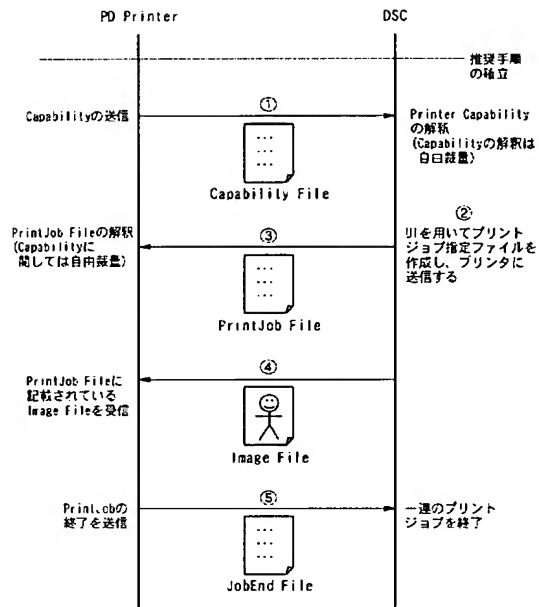 PD Printer
DSC
推奨手順
の確立
①
Capabilityの送信
Printer Capability
の解釈
(Capabilityの解釈は
自由裁量)
Capability File
②
PrintJob Fileの解釈
(Capabilityに
関しては自由裁量)
③
UIを用いてプリント
ジョブ指定ファイルを
作成し、プリンタに
送信する
PrintJob File
④
PrintJob Fileに
記載されている
Image Fileを受信
Image File
⑤
PrintJobの
終了を送信
一連のプリント
ジョブを終了
JobEnd File